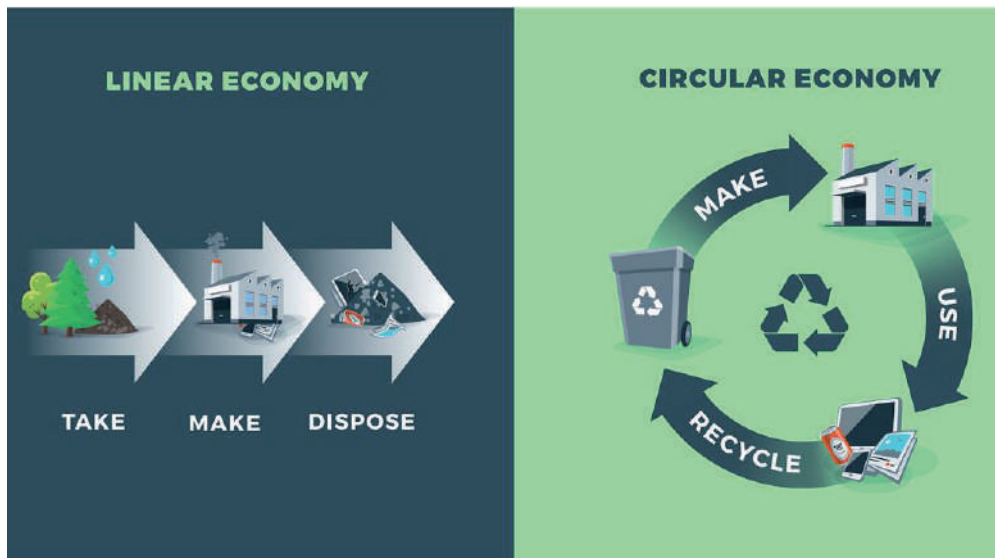 LINEAR ECONOMY
TAKE
MAKE
DISPOSE
CIRCULAR ECONOMY
MAKE
USE
RECYCLE